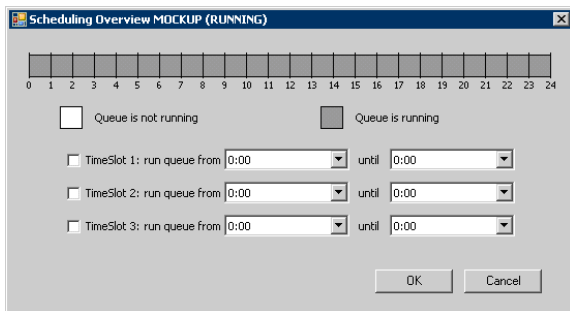 Scheduling Overview MOCKUP (RUNNING)
0 1 2 3 4 5 6 7 8 9 10 11 12 13 14 15 16 17 18 19 20 21 22 23 24
Queue is not running Queue is running
TimeSlot 1: run queue from 0:00 until 0:00
TimeSlot 2: run queue from 0:00 until 0:00
TimeSlot 3: run queue from 0:00 until 0:00
OK Cancel